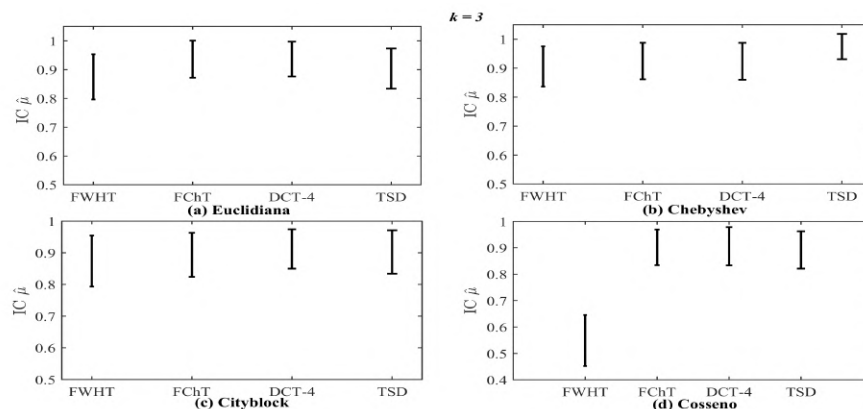 k = 3
1
0.9
0.8
0.7
0.6
0.5
IC μ̂
FWHT FChT DCT-4 TSD
(a) Euclidiana
1
0.9
0.8
0.7
0.6
0.5
IC μ̂
FWHT FChT DCT-4 TSD
(b) Chebyshev
1
0.9
0.8
0.7
0.6
0.5
IC μ̂
FWHT FChT DCT-4 TSD
(c) Cityblock
1
0.9
0.8
0.7
0.6
0.5
0.4
IC μ̂
FWHT FChT DCT-4 TSD
(d) Cosseno